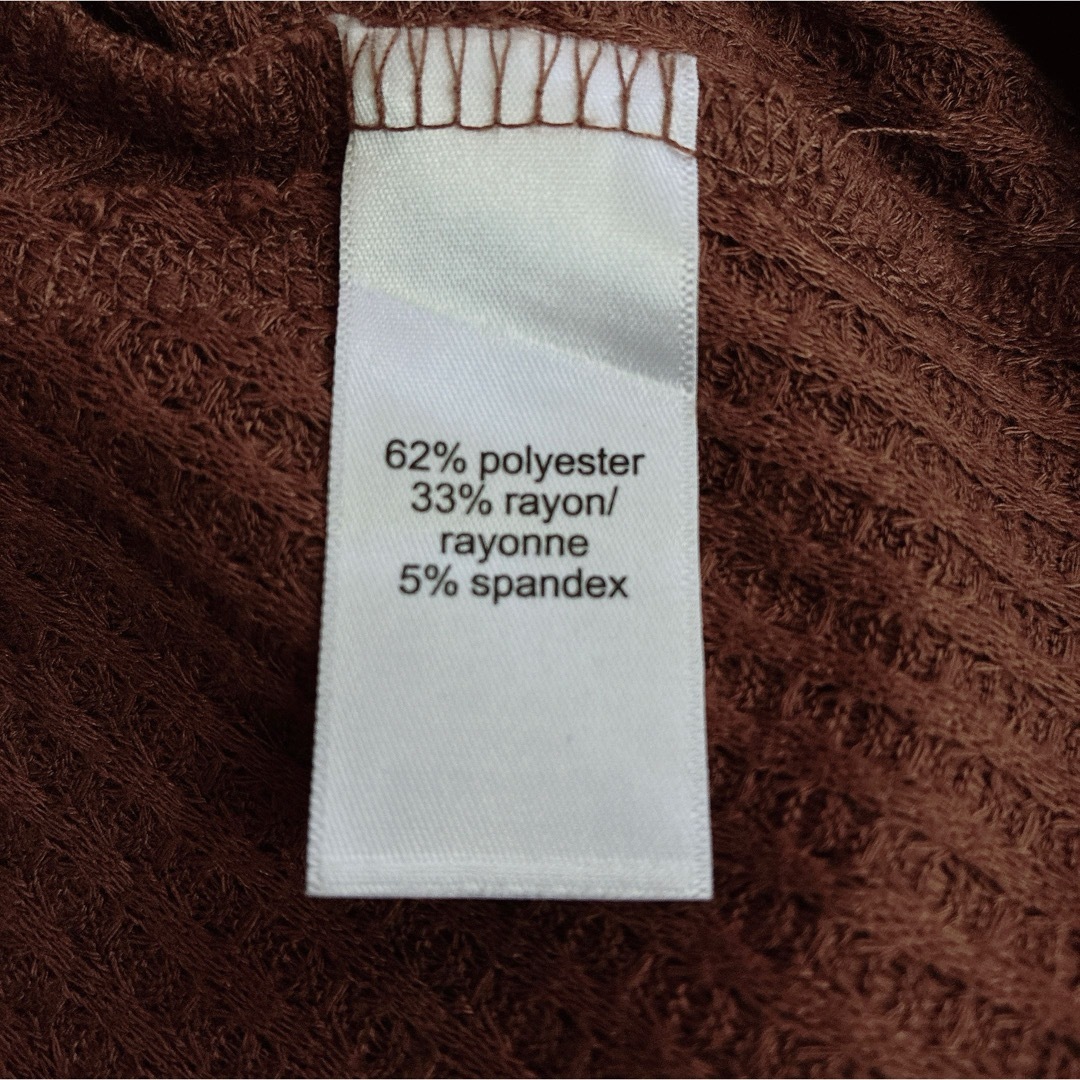 62% polyester
33% rayon/
rayonne
5% spandex